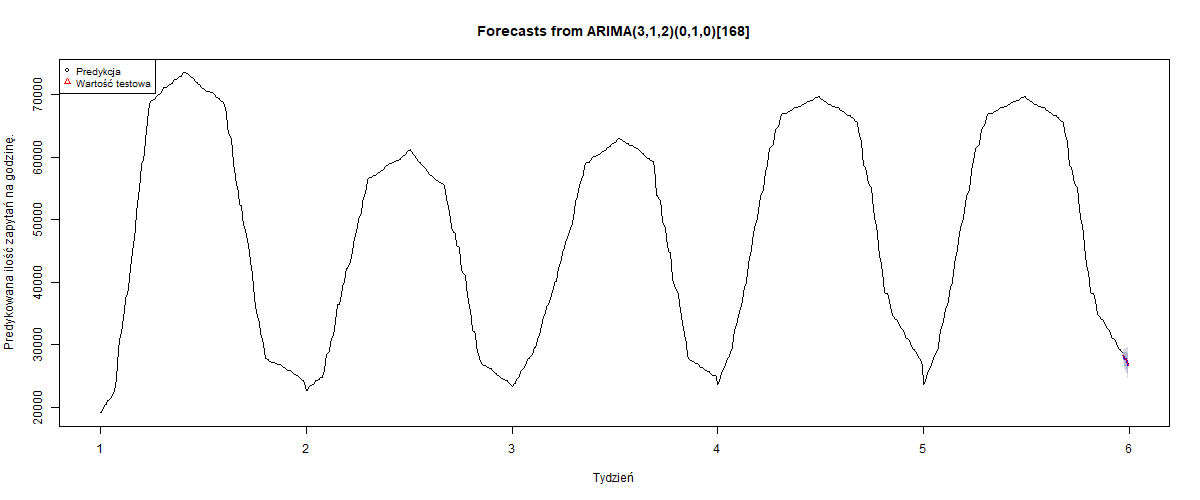 Forecasts from ARIMA(3,1,2)(0,1,0)[168]
Predykcja
Wartość testowa
Predykowana ilość zapytań na godzinę.
70000
60000
50000
40000
30000
20000
1 2 3 4 5 6
Tydzień